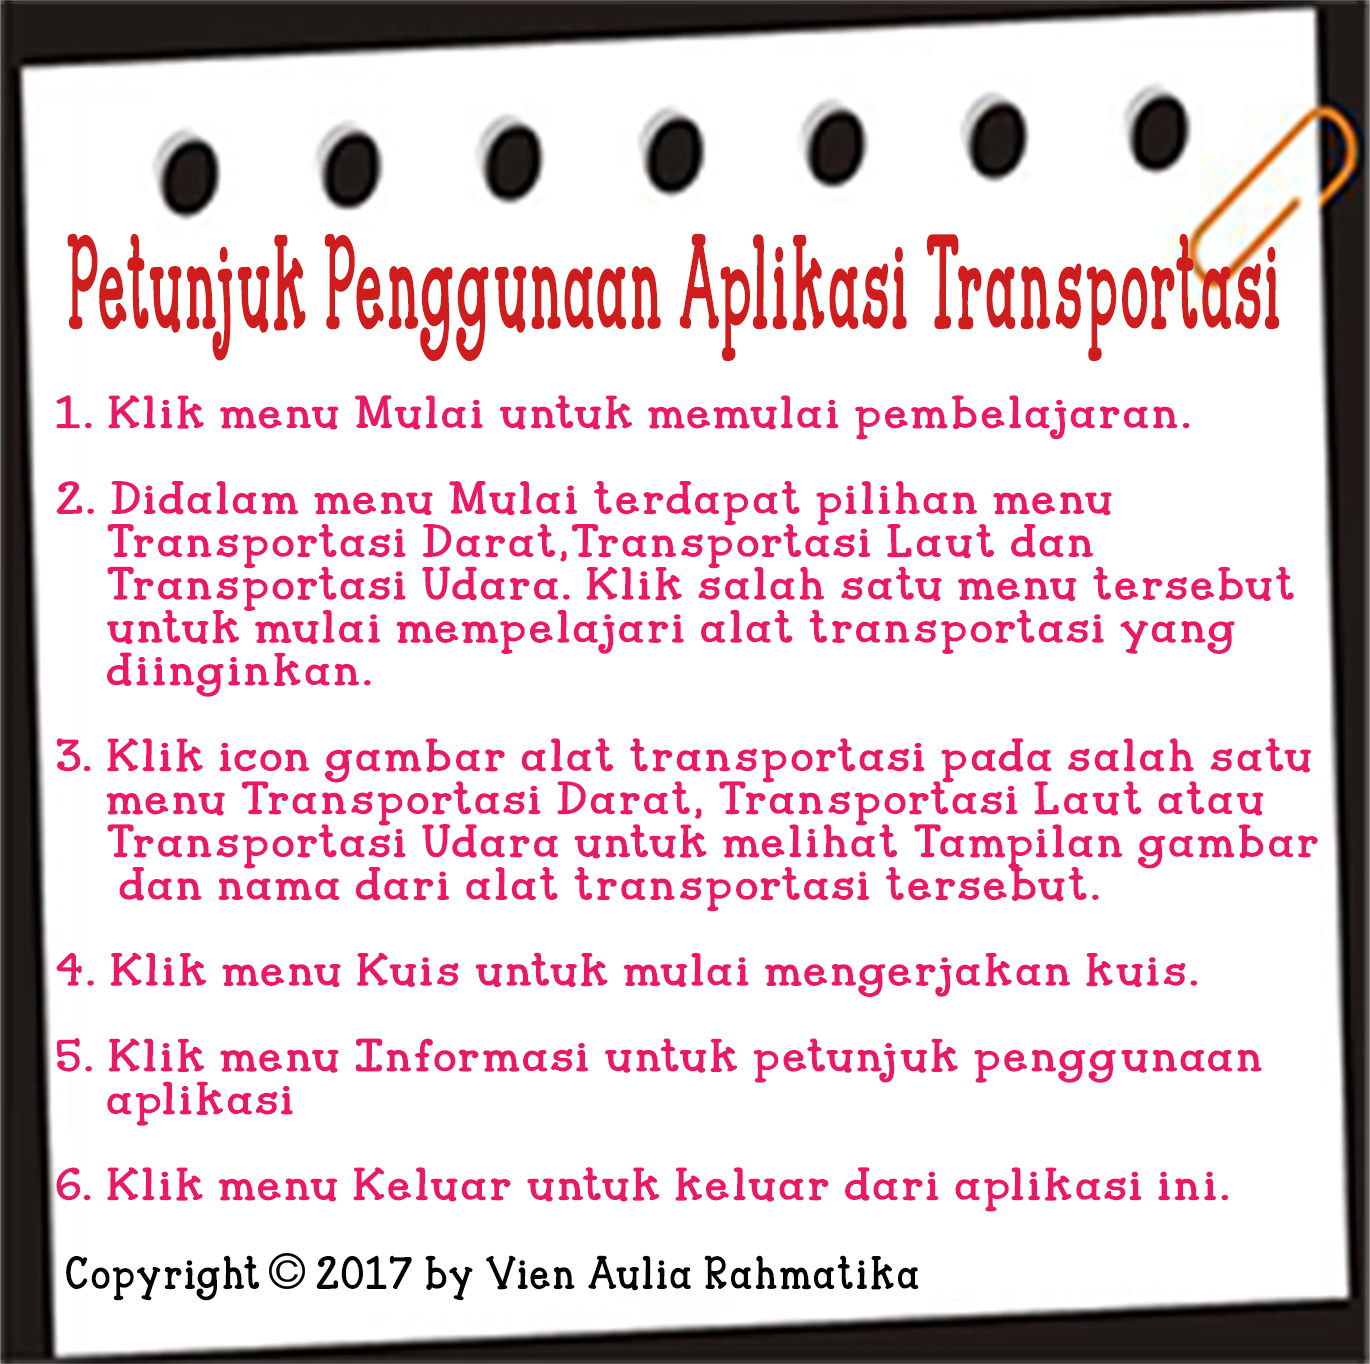 Petunjuk Penggunaan Aplikasi Transportasi
1. Klik menu Mulai untuk memulai pembelajaran.
2. Didalam menu Mulai terdapat pilihan menu
Transportasi Darat,Transportasi Laut dan
Transportasi Udara. Klik salah satu menu tersebut
untuk mulai mempelajari alat transportasi yang
diinginkan.
3. Klik icon gambar alat transportasi pada salah satu
menu Transportasi Darat, Transportasi Laut atau
Transportasi Udara untuk melihat Tampilan gambar
dan nama dari alat transportasi tersebut.
4. Klik menu Kuis untuk mulai mengerjakan kuis.
5. Klik menu Informasi untuk petunjuk penggunaan
aplikasi
6. Klik menu Keluar untuk keluar dari aplikasi ini.
Copyright © 2017 by Vien Aulia Rahmatika